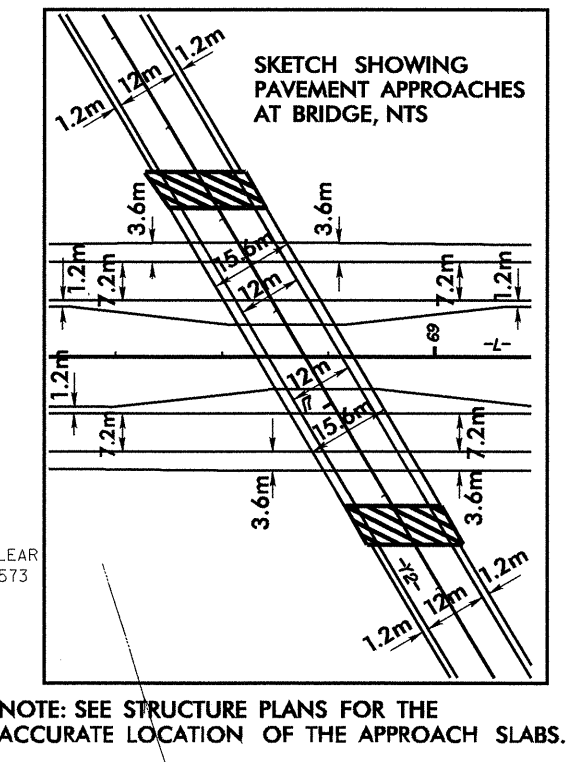 SKETCH SHOWING
PAVEMENT APPROACHES
AT BRIDGE, NTS
1.2m
12m
1.2m
3.6m
3.6m
15.6m
12m
1.2m
7.2m
7.2m
1.2m
69
-L-
12m
15.6m
1.2m
7.2m
7.2m
3.6m
3.6m
-Y2-
1.2m
12m
1.2m
LEAR
573
NOTE: SEE STRUCTURE PLANS FOR THE
ACCURATE LOCATION OF THE APPROACH SLABS.